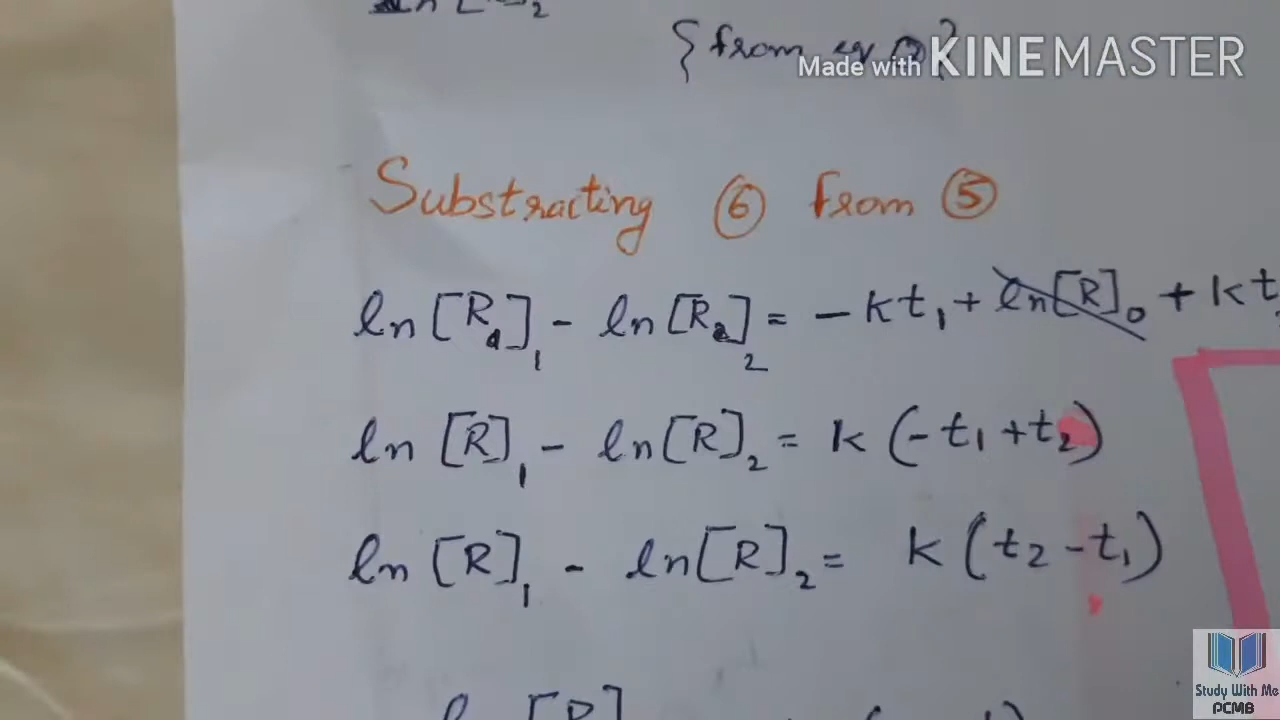 {from eq
Made with KINEMASTER
Substracting ⑥ from ⑤
ln[R]₁ - ln[R]₂ = -kt₁ + ln[R]₀ + kt
ln [R]₁ - ln[R]₂ = k (-t₁ + t₂)
ln [R]₁ - ln[R]₂ = k (t₂ - t₁)
Study With Me
PCMB